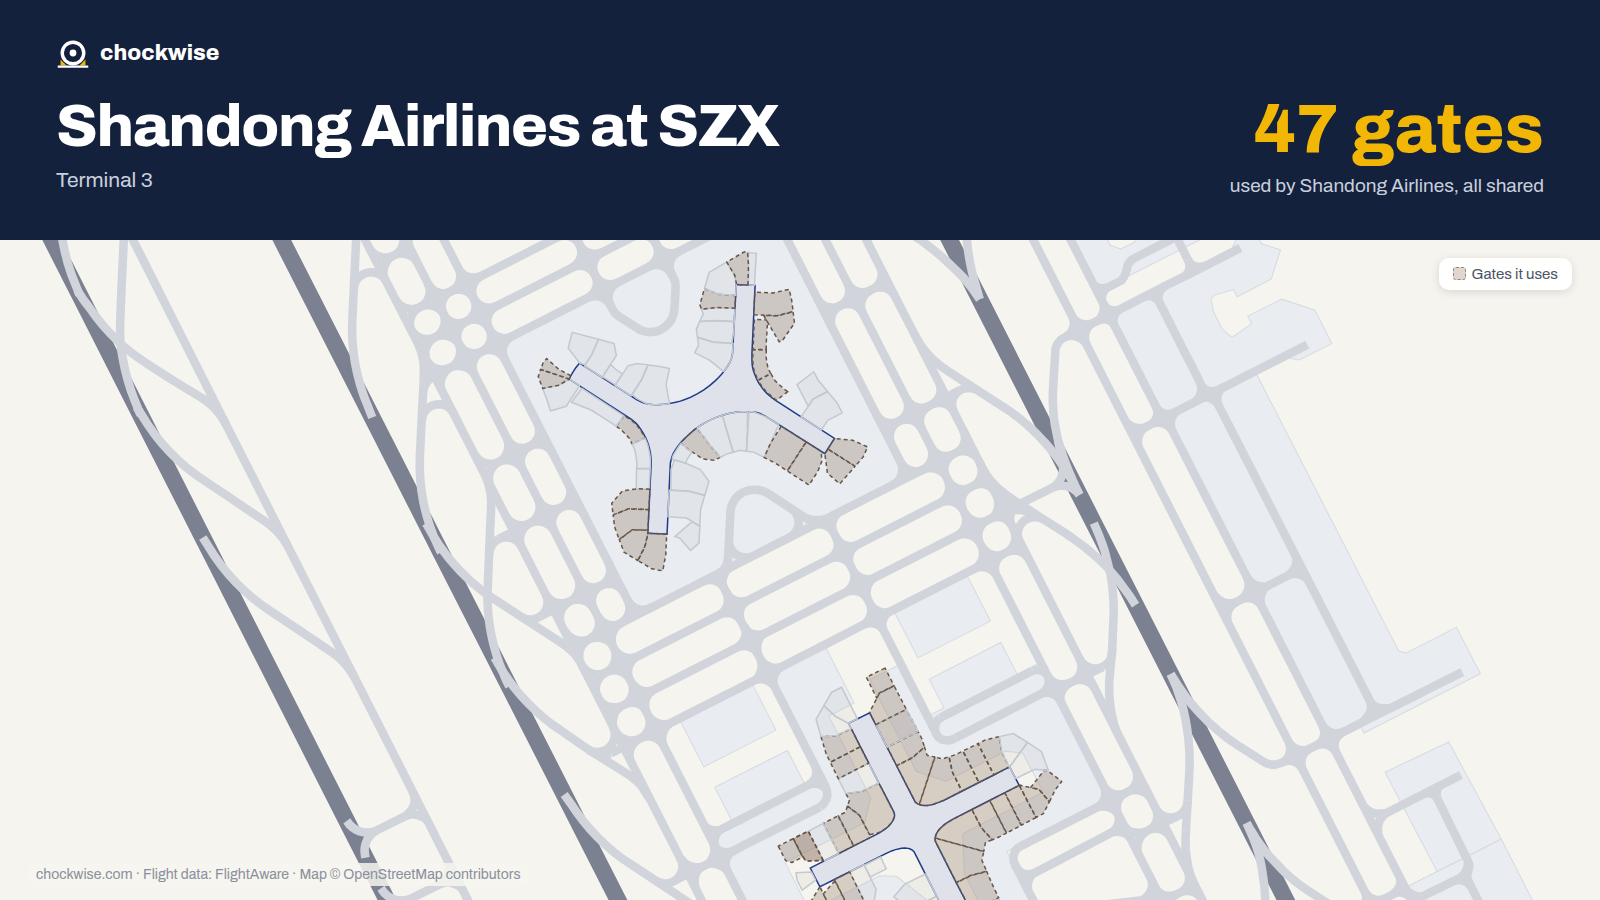 chockwise
Shandong Airlines at SZX
Terminal 3
47 gates
used by Shandong Airlines, all shared
Gates it uses
chockwise.com · Flight data: FlightAware · Map © OpenStreetMap contributors